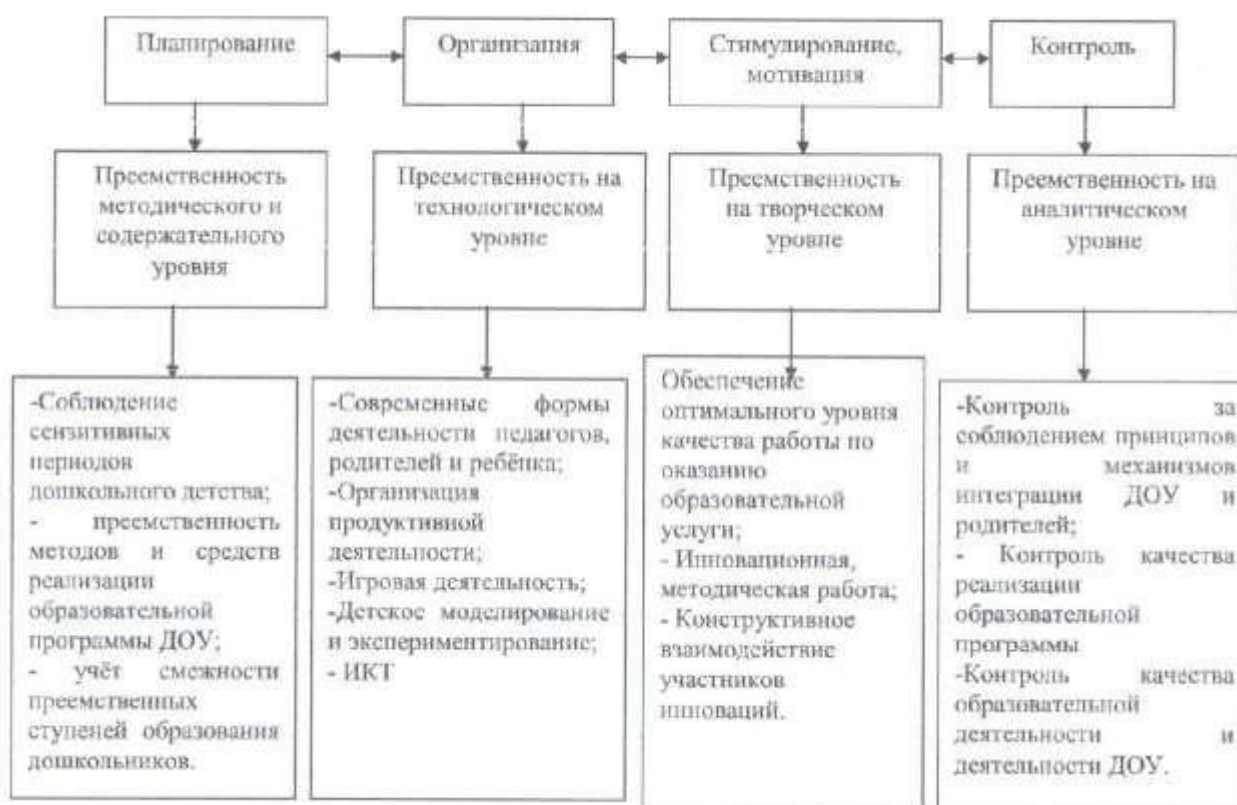 Планирование
Организация
Стимулирование,
мотивация
Контроль
Преемственность
методического и
содержательного
уровня
Преемственность на
технологическом
уровне
Преемственность
на творческом
уровне
Преемственность на
аналитическом
уровне
-Соблюдение
сензитивных
периодов
дошкольного детства;
- преемственность
методов и средств
реализации
образовательной
программы ДОУ;
- учёт смежности
преемственных
ступеней образования
дошкольников.
-Современные формы
деятельности педагогов,
родителей и ребёнка;
-Организация
продуктивной
деятельности;
-Игровая деятельность;
-Детское моделирование
и экспериментирование;
- ИКТ
Обеспечение
оптимального уровня
качества работы по
оказанию
образовательной
услуги;
- Инновационная,
методическая работа;
- Конструктивное
взаимодействие
участников
инноваций.
-Контроль за
соблюдением принципов
и механизмов
интеграции ДОУ и
родителей;
- Контроль качества
реализации
образовательной
программы
-Контроль качества
образовательной
деятельности и
деятельности ДОУ.